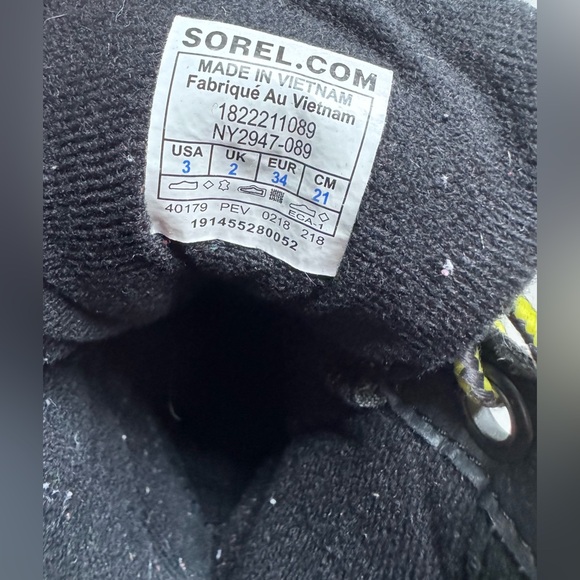 SOREL.COM
MADE IN VIETNAM
Fabriqué Au Vietnam
1822211089
NY2947-089
USA UK EUR CM
3 2 34 21
ECA-1
40179 PEV 0218 218
191455280052